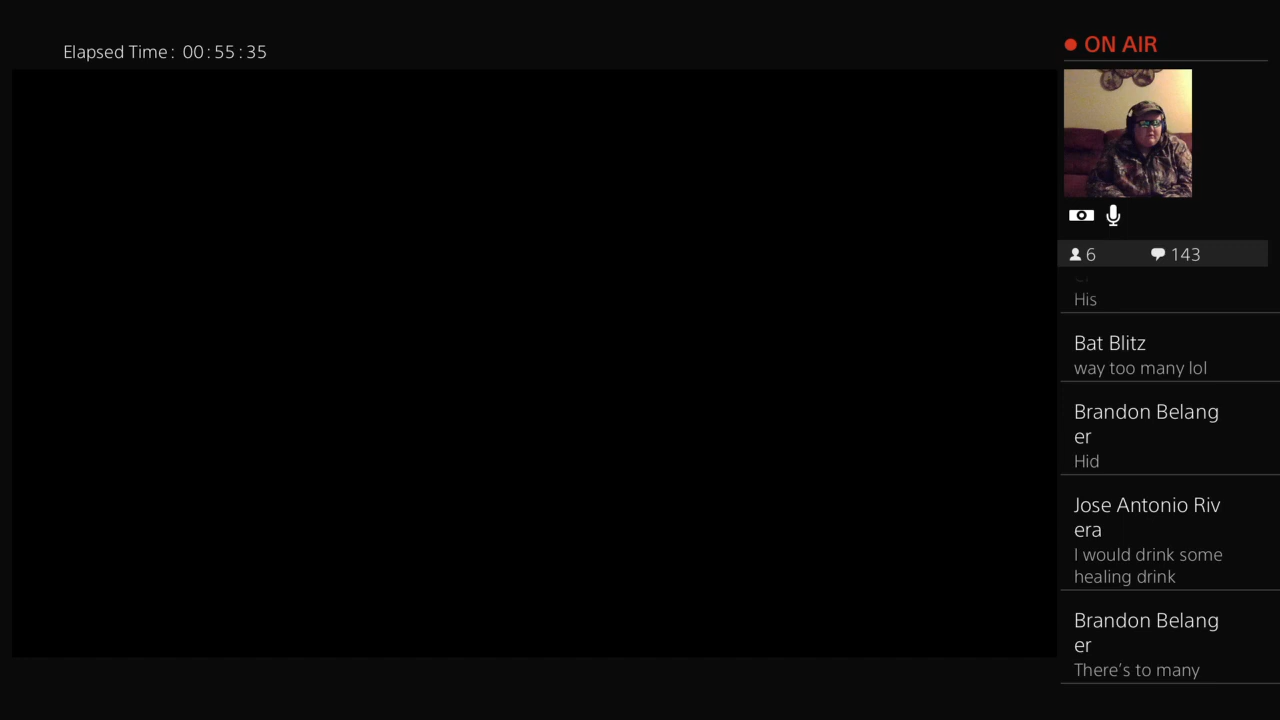 Elapsed Time: 00:55:35
ON AIR
6 143
His
Bat Blitz
way too many lol
Brandon Belang
er
Hid
Jose Antonio Riv
era
I would drink some
healing drink
Brandon Belang
er
There's to many